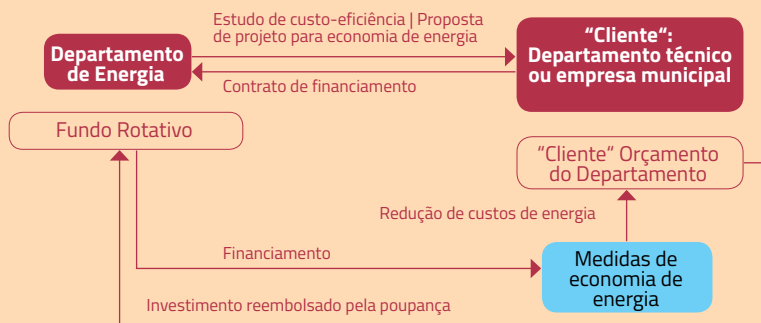 Estudo de custo-eficiência | Proposta
de projeto para economia de energia
Departamento
de Energia
“Cliente“:
Departamento técnico
ou empresa municipal
Contrato de financiamento
Fundo Rotativo
“Cliente“ Orçamento
do Departamento
Redução de custos de energia
Financiamento
Medidas de
economia de
energia
Investimento reembolsado pela poupança